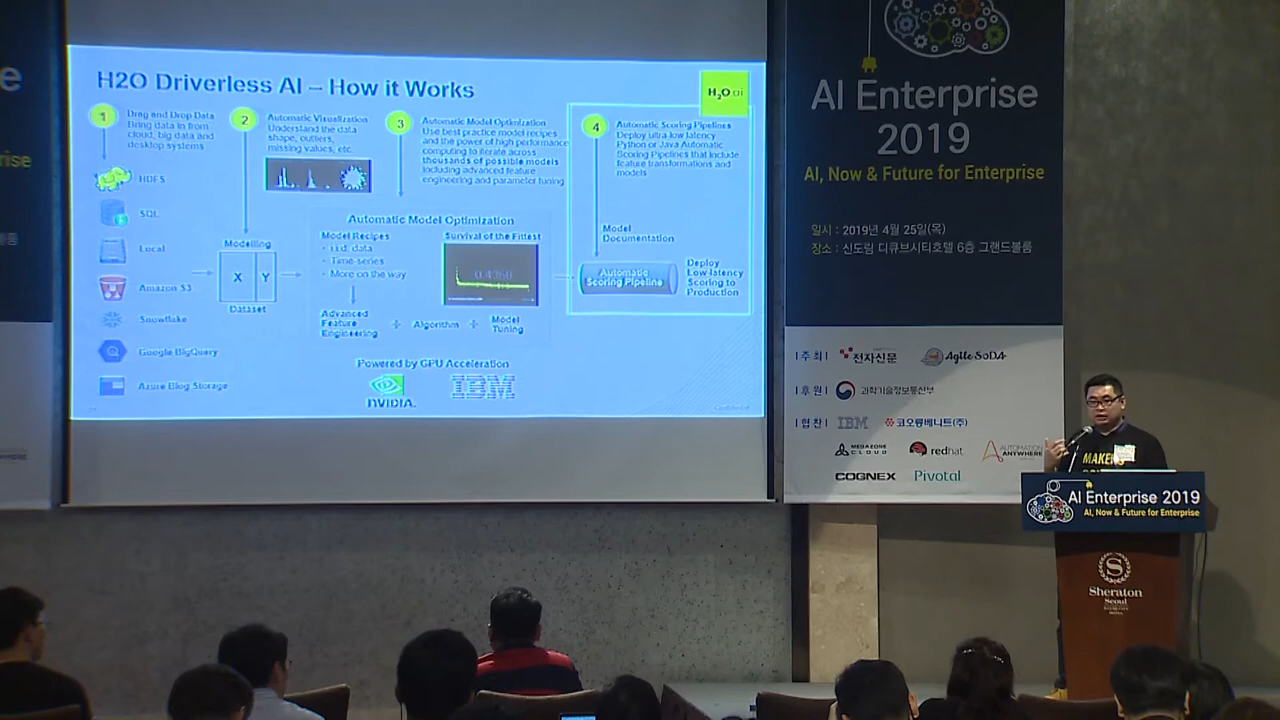 H2O Driverless AI – How it Works
H2O.ai
1
Drag and Drop Data
Bring data in from
cloud, big data and
desktop systems
2
Automatic Visualization
Understand the data
shape, outliers,
missing values, etc.
3
Automatic Model Optimization
Use best practice model recipes
and the power of high performance
computing to iterate across
thousands of possible models
including advanced feature
engineering and parameter tuning
4
Automatic Scoring Pipelines
Deploy ultra-low latency
Python or Java Automatic
Scoring Pipelines that include
feature transformations and
models
HDFS
SQL
Local
Amazon S3
Snowflake
Google BigQuery
Azure Blog Storage
Modelling
X Y
Dataset
Automatic Model Optimization
Model Recipes
• i.i.d. data
• Time-series
• More on the way
Survival of the Fittest
0.4368
Advanced
Feature
Engineering
+ Algorithm +
Model
Tuning
Model
Documentation
Automatic
Scoring Pipeline
Deploy
Low-latency
Scoring to
Production
Powered by GPU Acceleration
NVIDIA.
IBM
Confidential
AI Enterprise
2019
AI, Now & Future for Enterprise
일시 : 2019년 4월 25일(목)
장소 : 신도림 디큐브시티호텔 6층 그랜드볼룸
| 주 최 | 전자신문 Agile SoDA
| 후 원 | 과학기술정보통신부
| 협 찬 | IBM 코오롱베니트(주)
MEGAZONE CLOUD redhat AUTOMATION ANYWHERE
COGNEX Pivotal
MAKERS
AI Enterprise 2019
AI, Now & Future for Enterprise
S
Sheraton
Seoul
e
rise